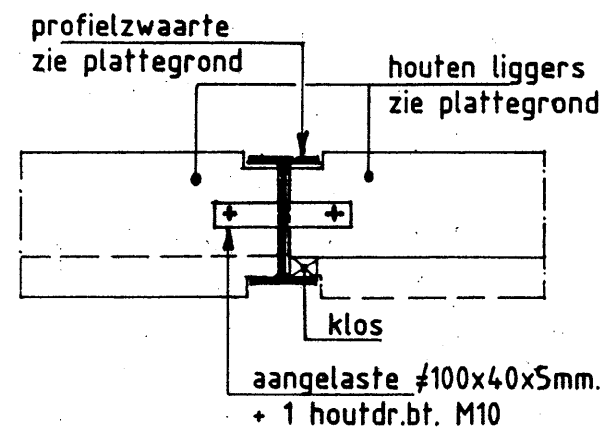 profielzwaarte
zie plattegrond
houten liggers
zie plattegrond
klos
aangelaste ≠100x40x5mm.
+ 1 houtdr.bt. M10